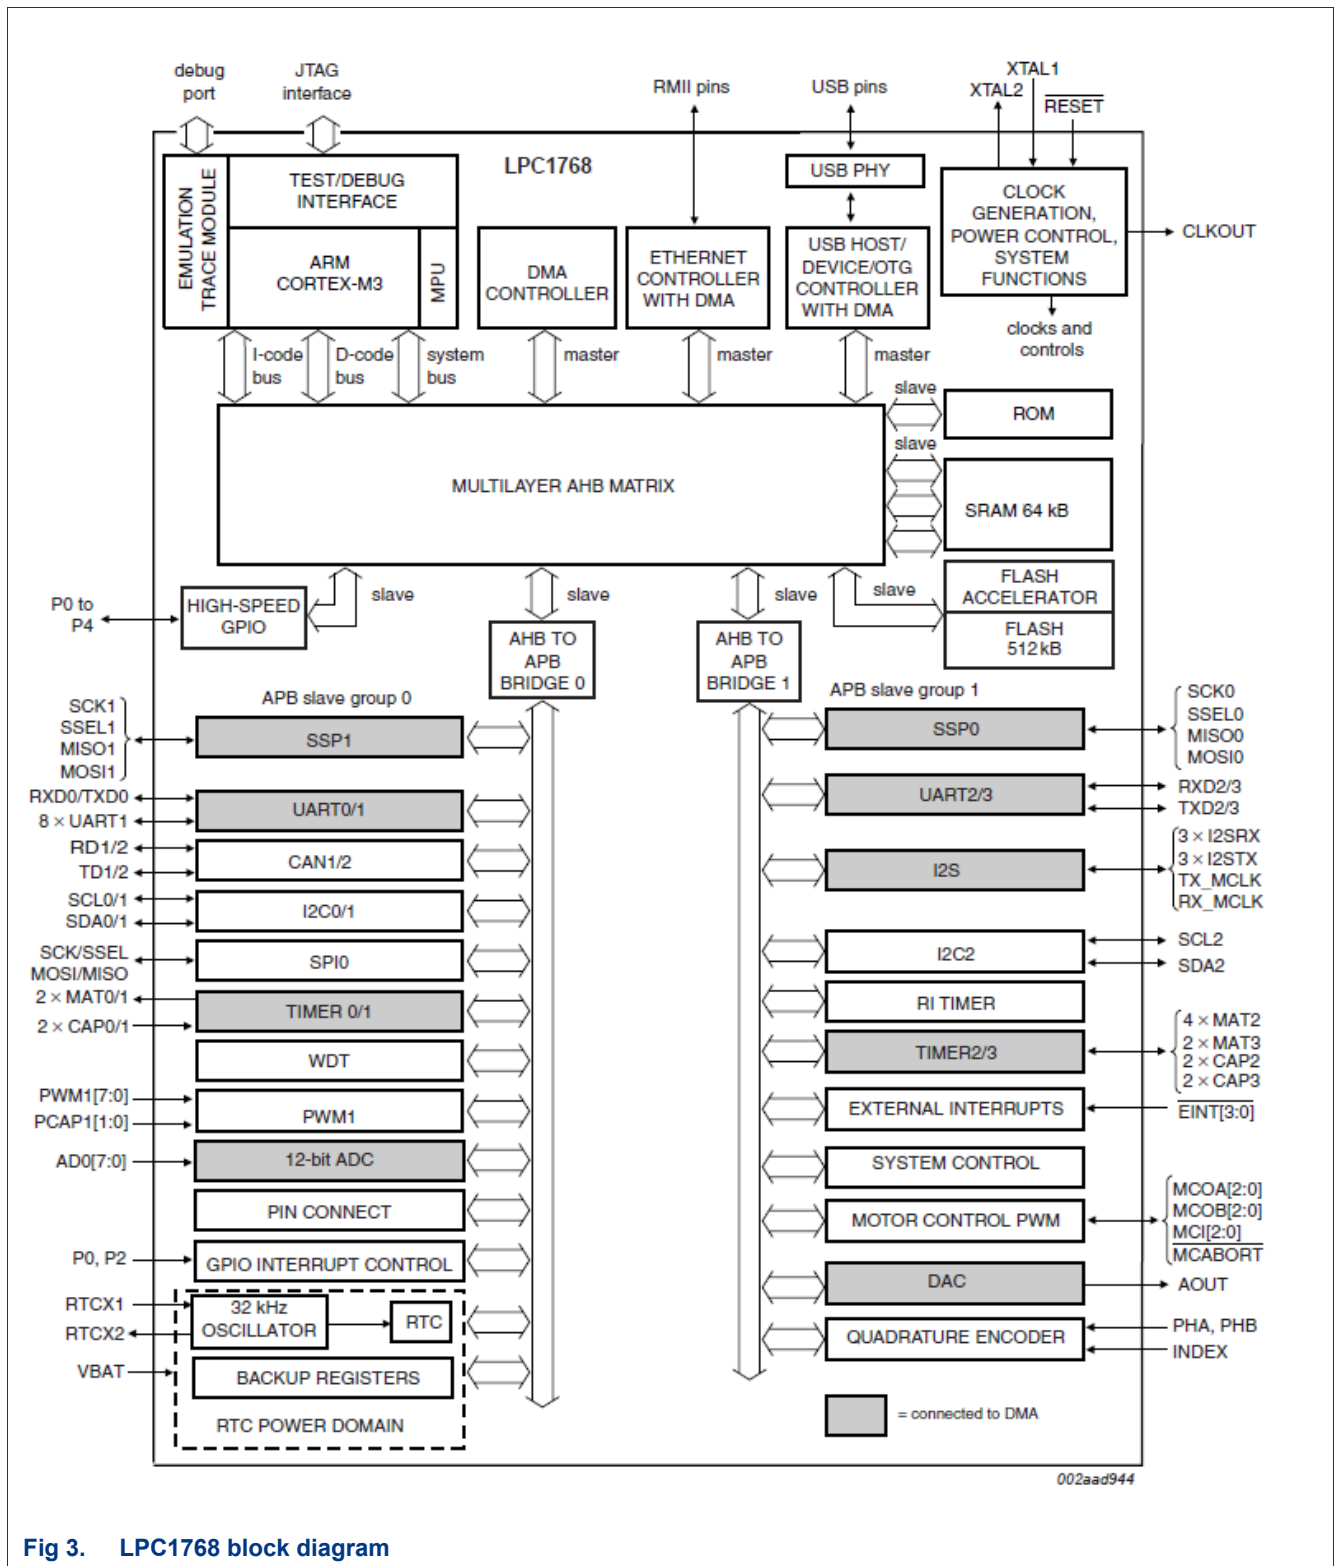 debug
port
JTAG
interface
RMII pins
USB pins
XTAL1
XTAL2
RESET
LPC1768
EMULATION
TRACE MODULE
TEST/DEBUG
INTERFACE
ARM
CORTEX-M3
MPU
DMA
CONTROLLER
ETHERNET
CONTROLLER
WITH DMA
USB PHY
USB HOST/
DEVICE/OTG
CONTROLLER
WITH DMA
CLOCK
GENERATION,
POWER CONTROL,
SYSTEM
FUNCTIONS
CLKOUT
clocks and
controls
I-code
bus
D-code
bus
system
bus
master
master
master
slave
ROM
slave
SRAM 64 kB
MULTILAYER AHB MATRIX
P0 to
P4
HIGH-SPEED
GPIO
slave
slave
slave
slave
FLASH
ACCELERATOR
FLASH
512 kB
AHB TO
APB
BRIDGE 0
AHB TO
APB
BRIDGE 1
APB slave group 0
APB slave group 1
SCK1
SSEL1
MISO1
MOSI1
SSP1
RXD0/TXD0
8 × UART1
UART0/1
RD1/2
TD1/2
CAN1/2
SCL0/1
SDA0/1
I2C0/1
SCK/SSEL
MOSI/MISO
SPI0
2 × MAT0/1
2 × CAP0/1
TIMER 0/1
WDT
PWM1[7:0]
PCAP1[1:0]
PWM1
AD0[7:0]
12-bit ADC
PIN CONNECT
P0, P2
GPIO INTERRUPT CONTROL
RTCX1
RTCX2
32 kHz
OSCILLATOR
RTC
VBAT
BACKUP REGISTERS
RTC POWER DOMAIN
SSP0
SCK0
SSEL0
MISO0
MOSI0
UART2/3
RXD2/3
TXD2/3
I2S
3 × I2SRX
3 × I2STX
TX_MCLK
RX_MCLK
I2C2
SCL2
SDA2
RI TIMER
TIMER2/3
4 × MAT2
2 × MAT3
2 × CAP2
2 × CAP3
EXTERNAL INTERRUPTS
EINT[3:0]
SYSTEM CONTROL
MOTOR CONTROL PWM
MCOA[2:0]
MCOB[2:0]
MCI[2:0]
MCABORT
DAC
AOUT
QUADRATURE ENCODER
PHA, PHB
INDEX
= connected to DMA
002aad944
Fig 3. LPC1768 block diagram